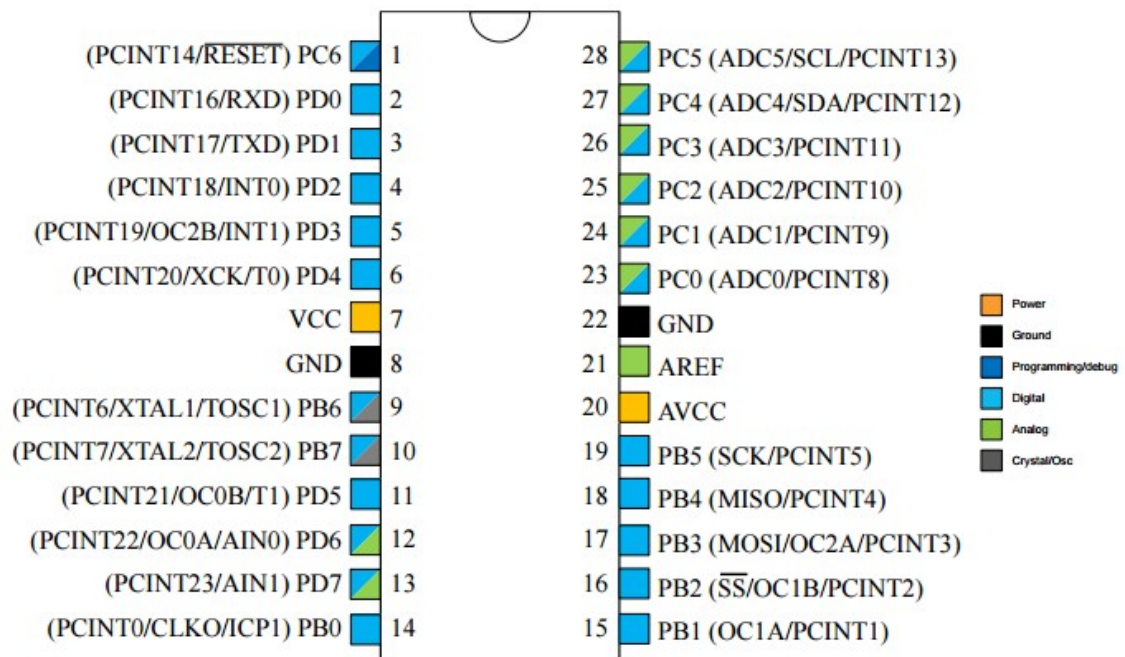 (PCINT14/RESET) PC6 1
(PCINT16/RXD) PD0 2
(PCINT17/TXD) PD1 3
(PCINT18/INT0) PD2 4
(PCINT19/OC2B/INT1) PD3 5
(PCINT20/XCK/T0) PD4 6
VCC 7
GND 8
(PCINT6/XTAL1/TOSC1) PB6 9
(PCINT7/XTAL2/TOSC2) PB7 10
(PCINT21/OC0B/T1) PD5 11
(PCINT22/OC0A/AIN0) PD6 12
(PCINT23/AIN1) PD7 13
(PCINT0/CLKO/ICP1) PB0 14
28 PC5 (ADC5/SCL/PCINT13)
27 PC4 (ADC4/SDA/PCINT12)
26 PC3 (ADC3/PCINT11)
25 PC2 (ADC2/PCINT10)
24 PC1 (ADC1/PCINT9)
23 PC0 (ADC0/PCINT8)
22 GND
21 AREF
20 AVCC
19 PB5 (SCK/PCINT5)
18 PB4 (MISO/PCINT4)
17 PB3 (MOSI/OC2A/PCINT3)
16 PB2 (SS/OC1B/PCINT2)
15 PB1 (OC1A/PCINT1)
Power
Ground
Programming/debug
Digital
Analog
Crystal/Osc